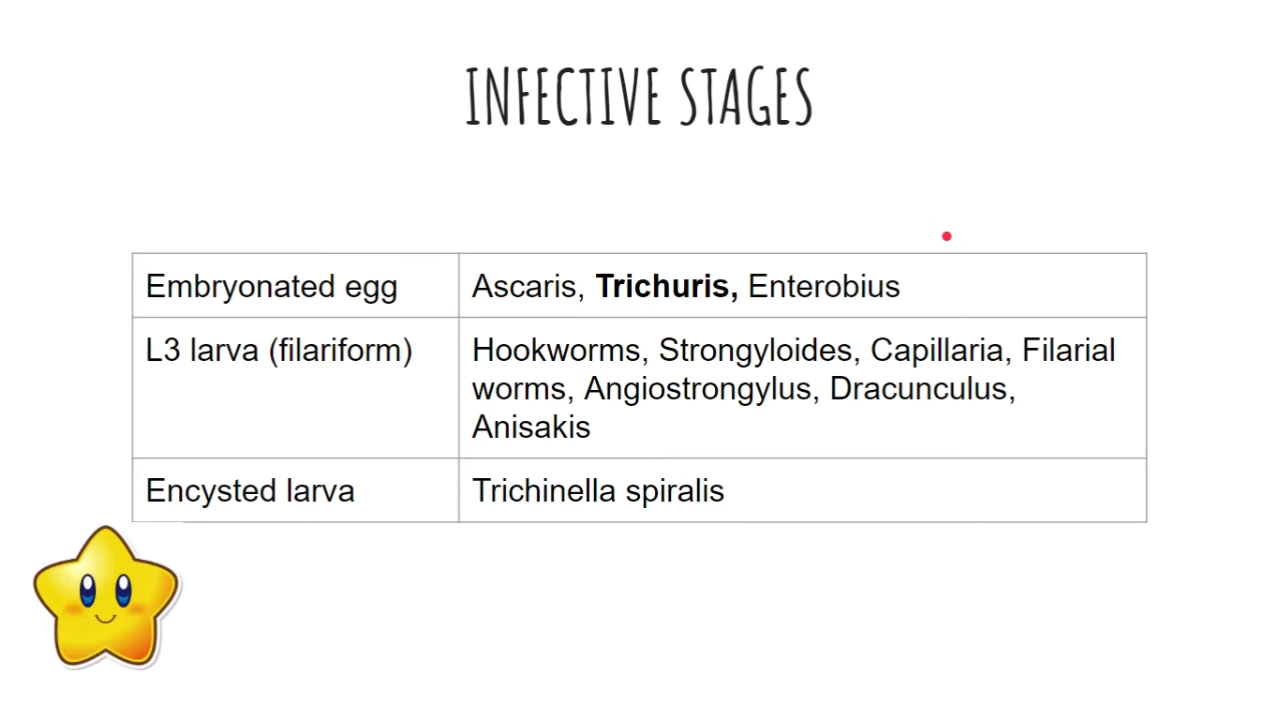 INFECTIVE STAGES
Embryonated egg
Ascaris, Trichuris, Enterobius
L3 larva (filariform)
Hookworms, Strongyloides, Capillaria, Filarial
worms, Angiostrongylus, Dracunculus,
Anisakis
Encysted larva
Trichinella spiralis